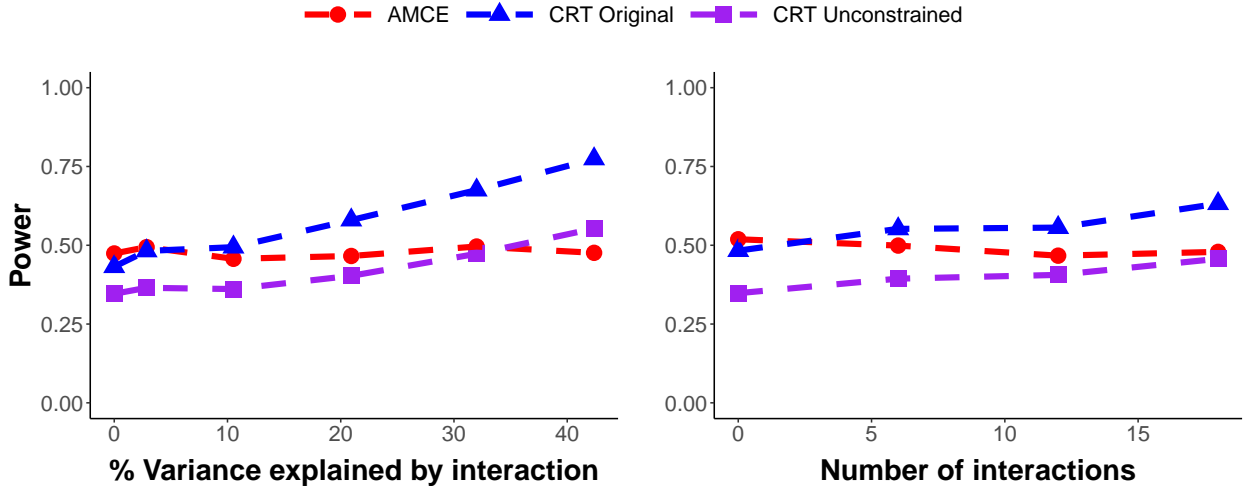 AMCE CRT Original CRT Unconstrained
Power
1.00
0.75
0.50
0.25
0.00
0 10 20 30 40
% Variance explained by interaction
1.00
0.75
0.50
0.25
0.00
0 5 10 15
Number of interactions